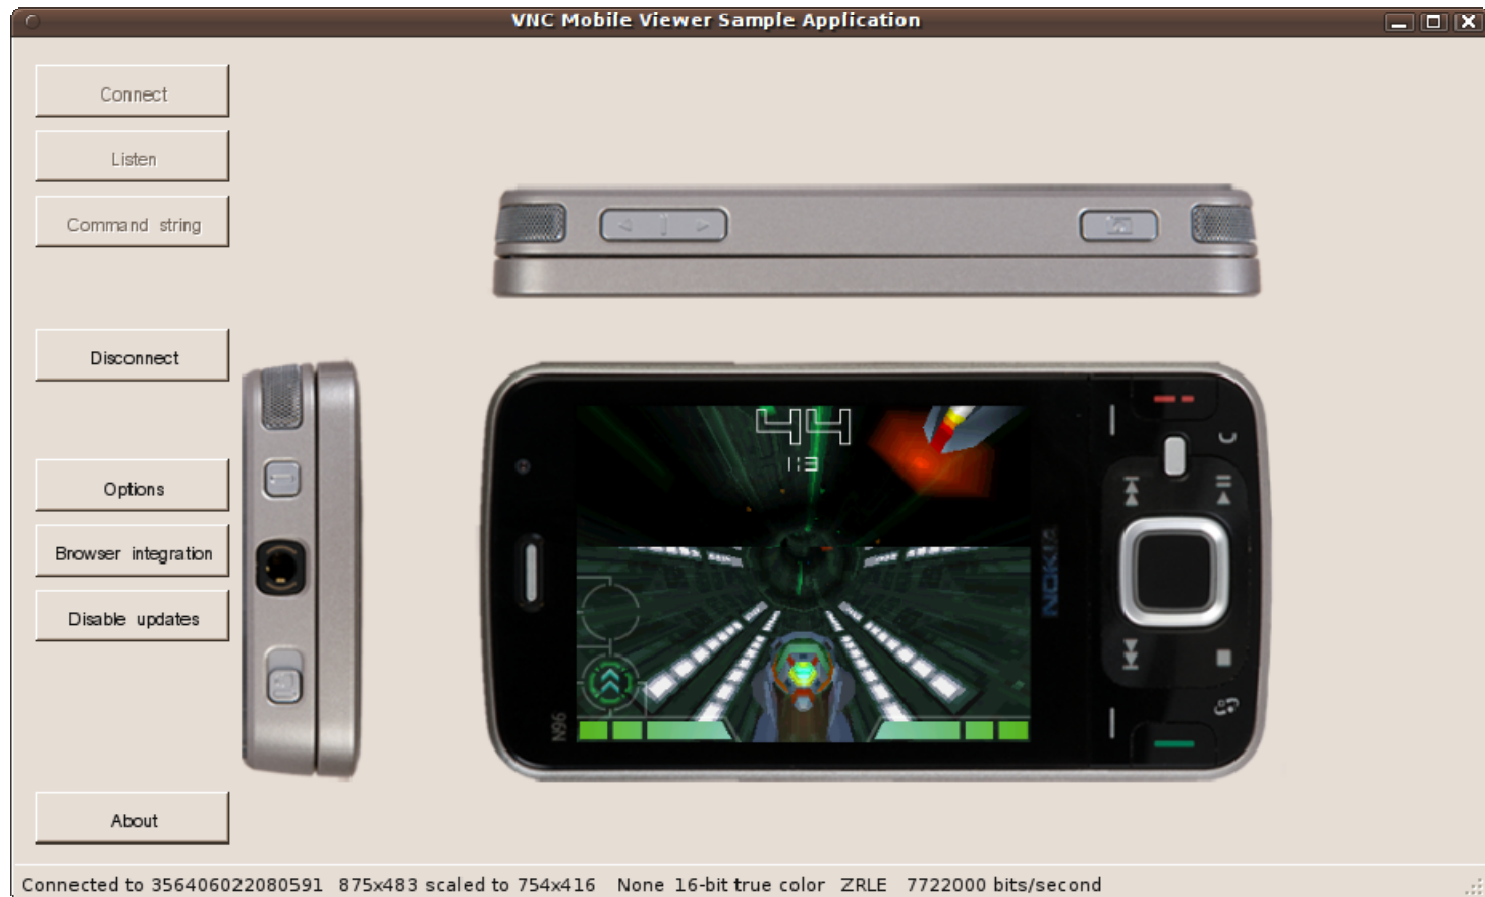 VNC Mobile Viewer Sample Application
Connect
Listen
Command string
Disconnect
Options
Browser integration
Disable updates
About
44
1:3
NOKIA
N96
Connected to 356406022080591 875x483 scaled to 754x416 None 16-bit true color ZRLE 7722000 bits/second